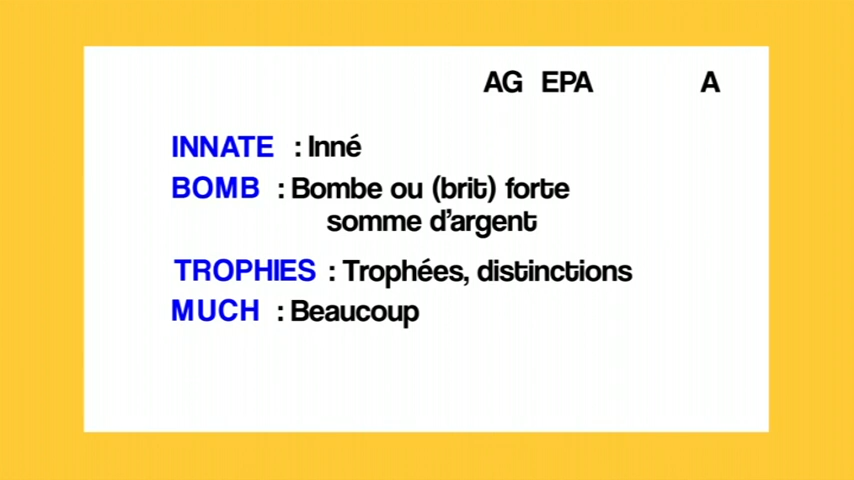 AG EPA A
INNATE : Inné
BOMB : Bombe ou (brit) forte
somme d'argent
TROPHIES : Trophées, distinctions
MUCH : Beaucoup